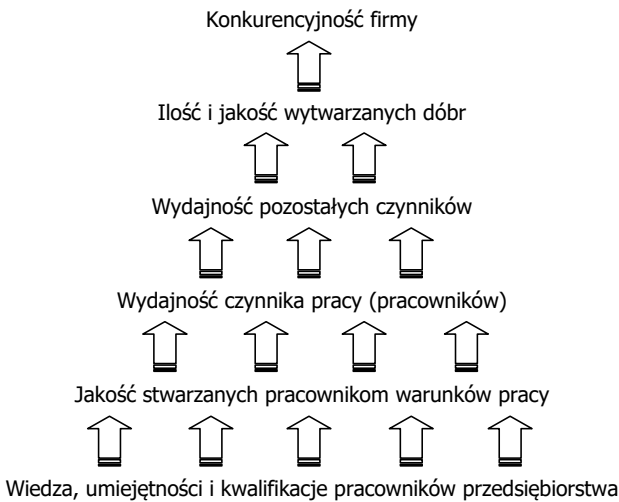 Konkurencyjność firmy
Ilość i jakość wytwarzanych dóbr
Wydajność pozostałych czynników
Wydajność czynnika pracy (pracowników)
Jakość stwarzanych pracownikom warunków pracy
Wiedza, umiejętności i kwalifikacje pracowników przedsiębiorstwa